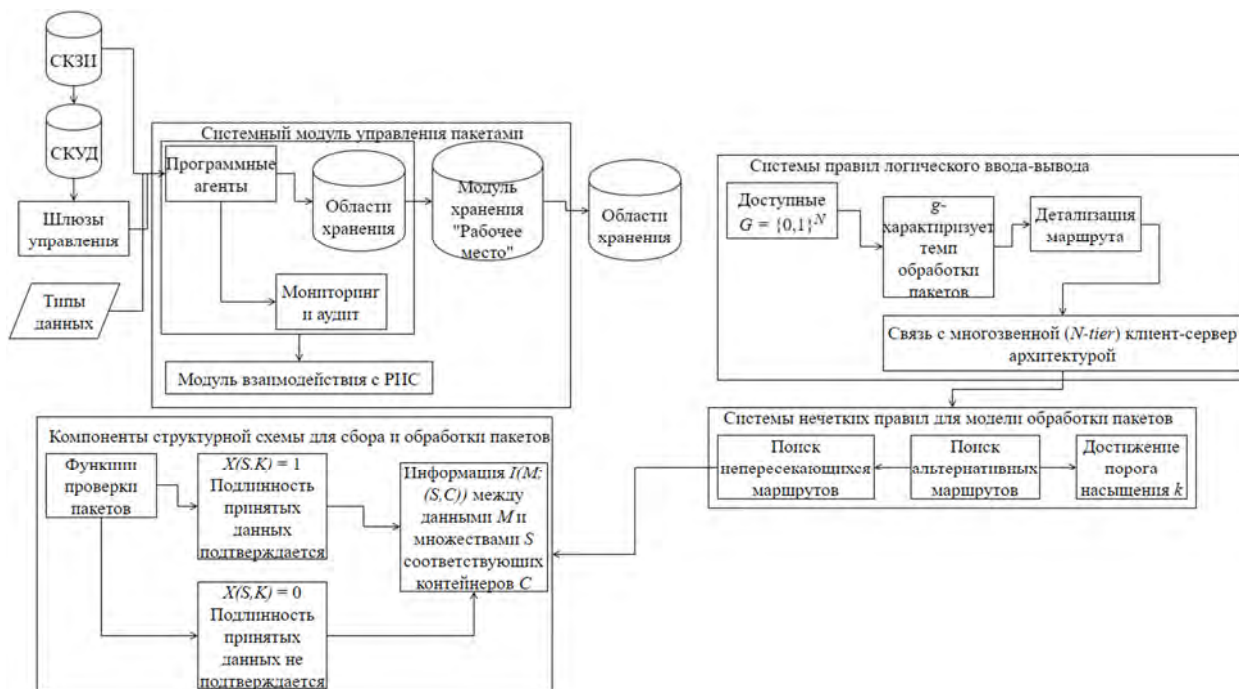 СКЗИ
СКУД
Шлюзы
управления
Типы
данных
Системный модуль управления пакетами
Программные
агенты
Области
хранения
Мониторинг
и аудит
Модуль
хранения
"Рабочее
место"
Модуль взаимодействия с РИС
Области
хранения
Системы правил логического ввода-вывода
Доступные
G = {0,1}^N
g-
характиризует
темп
обработки
пакетов
Детализация
маршрута
Связь с многозвенной (N-tier) клиент-сервер
архитектурой
Системы нечетких правил для модели обработки пакетов
Поиск
непересекающихся
маршрутов
Поиск
альтернативных
маршрутов
Достижение
порога
насыщения k
Компоненты структурной схемы для сбора и обработки пакетов
Функции
проверки
пакетов
X(S,K) = 1
Подлинность
принятых
данных
подтверждается
X(S,K) = 0
Подлинность
принятых
данных не
подтверждается
Информация I(M;
(S,C)) между
данными M и
множествами S
соответствующих
контейнеров C